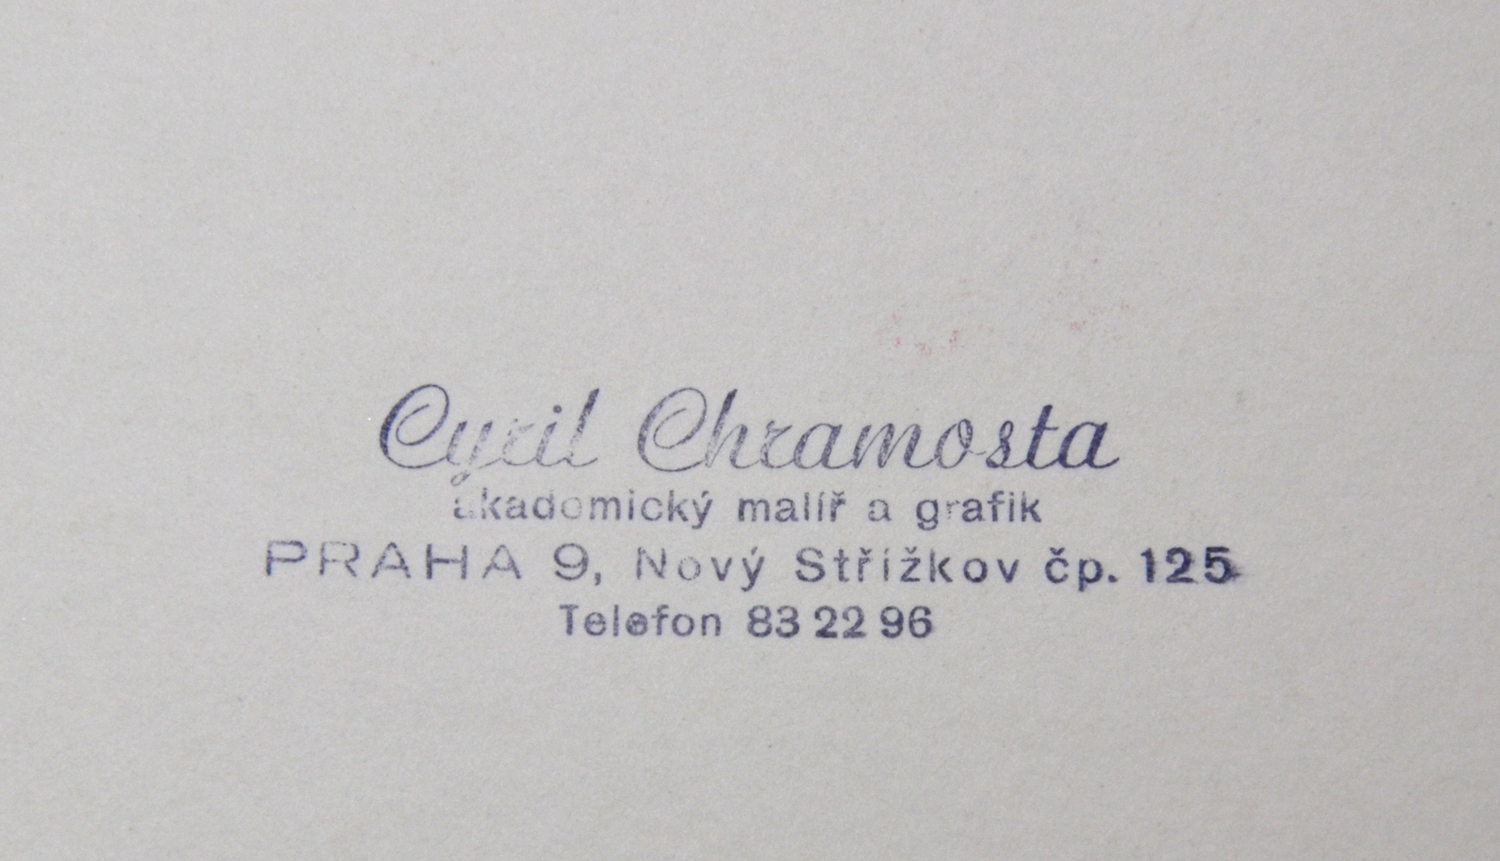 Cyril Chramosta
akademický malíř a grafik
PRAHA 9, Nový Střížkov čp. 125
Telefon 83 22 96